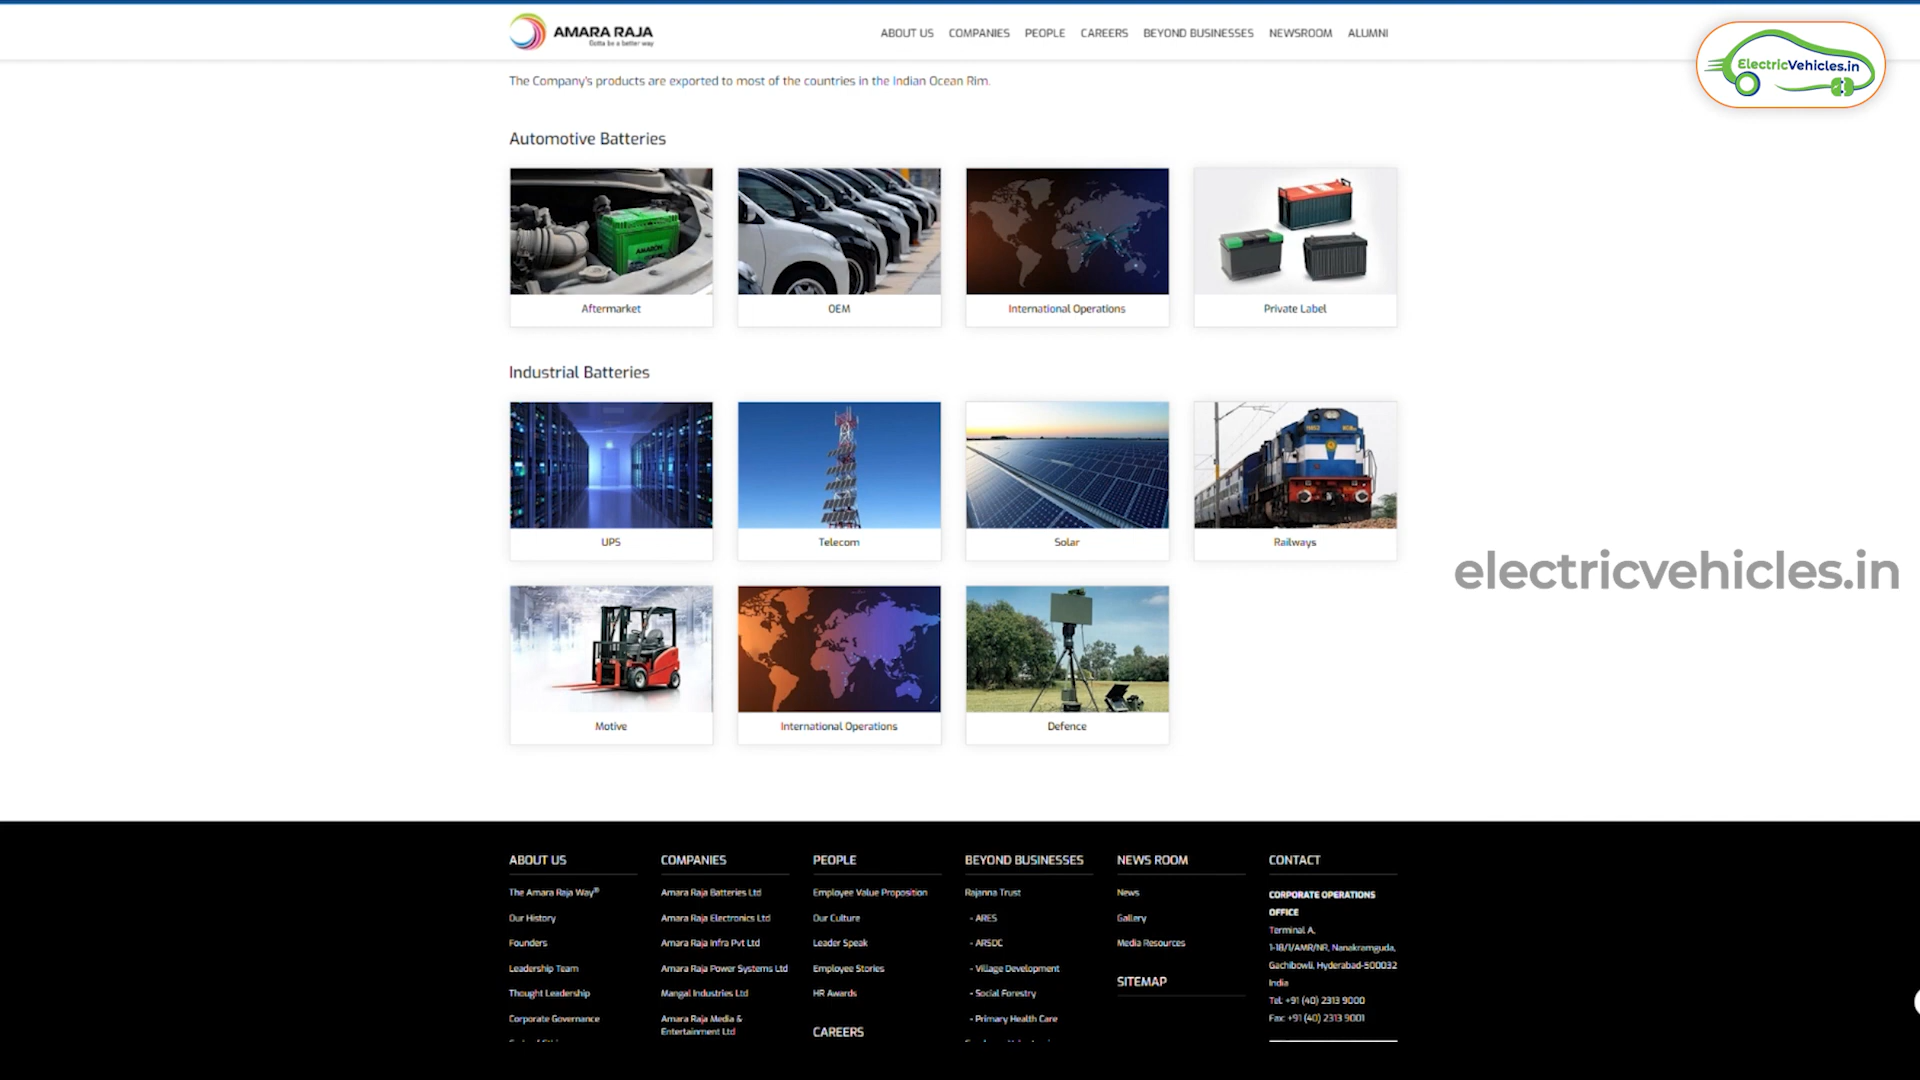 AMARA RAJA
Gotta be a better way
ABOUT US COMPANIES PEOPLE CAREERS BEYOND BUSINESSES NEWSROOM ALUMNI
ElectricVehicles.in
The Company's products are exported to most of the countries in the Indian Ocean Rim.
Automotive Batteries
AMARON
Aftermarket
OEM
International Operations
Private Label
Industrial Batteries
UPS
Telecom
Solar
Railways
electricvehicles.in
Motive
International Operations
Defence
ABOUT US
The Amara Raja Way®
Our History
Founders
Leadership Team
Thought Leadership
Corporate Governance
COMPANIES
Amara Raja Batteries Ltd
Amara Raja Electronics Ltd
Amara Raja Infra Pvt Ltd
Amara Raja Power Systems Ltd
Mangal Industries Ltd
Amara Raja Media &
Entertainment Ltd
PEOPLE
Employee Value Proposition
Our Culture
Leader Speak
Employee Stories
HR Awards
CAREERS
BEYOND BUSINESSES
Rajanna Trust
- ARES
- ARSDC
- Village Development
- Social Forestry
- Primary Health Care
NEWS ROOM
News
Gallery
Media Resources
SITEMAP
CONTACT
CORPORATE OPERATIONS
OFFICE
Terminal A,
1-18/1/AMR/NR, Nanakramguda,
Gachibowli, Hyderabad-500032
India
Tel: +91 (40) 2313 9000
Fax: +91 (40) 2313 9001